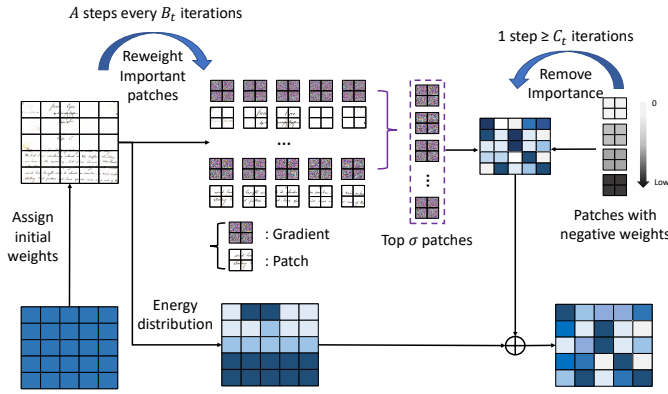 A steps every B_t iterations
Reweight
Important
patches
1 step ≥ C_t iterations
Remove
Importance
0
Low
...
⋮
Assign
initial
weights
: Gradient
: Patch
Top σ patches
Patches with
negative weights
Energy
distribution